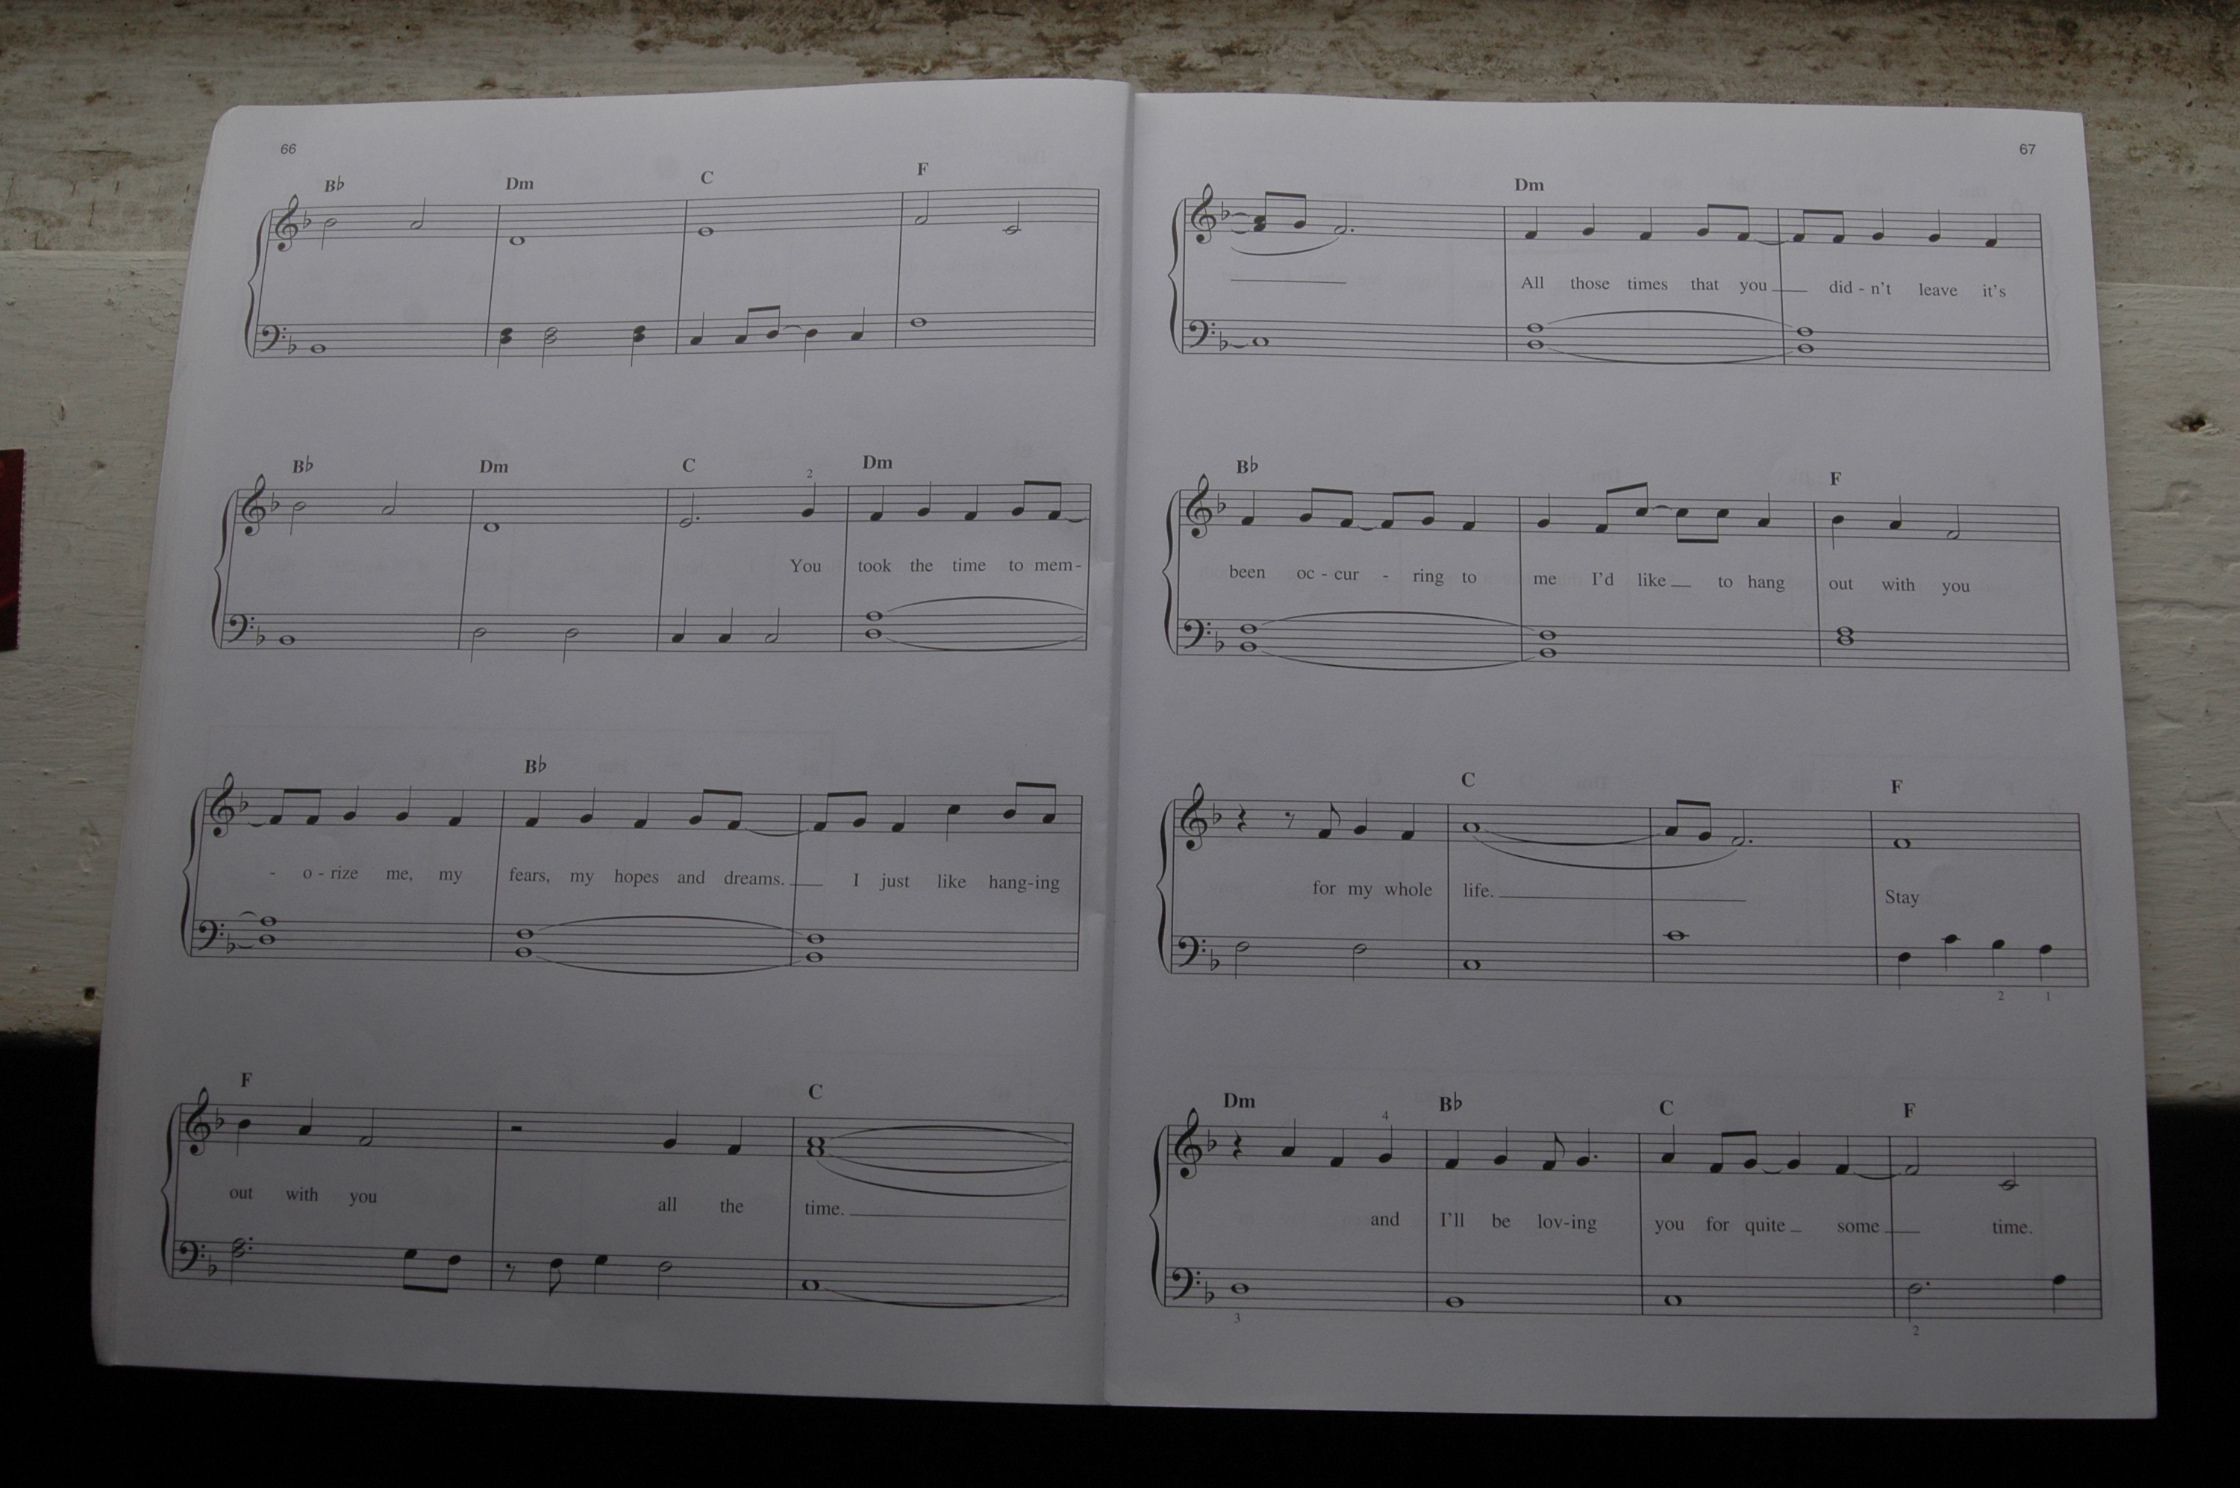 66
B♭ Dm C F
B♭ Dm C 2 Dm
You took the time to mem-
B♭
- o - rize me, my fears, my hopes and dreams. I just like hang-ing
F C
out with you all the time.
67
Dm
All those times that you did - n't leave it's
B♭ F
been oc - cur - ring to me I'd like to hang out with you
C F
for my whole life. Stay
2 1
Dm 4 B♭ C F
and I'll be lov-ing you for quite some time.
3 2